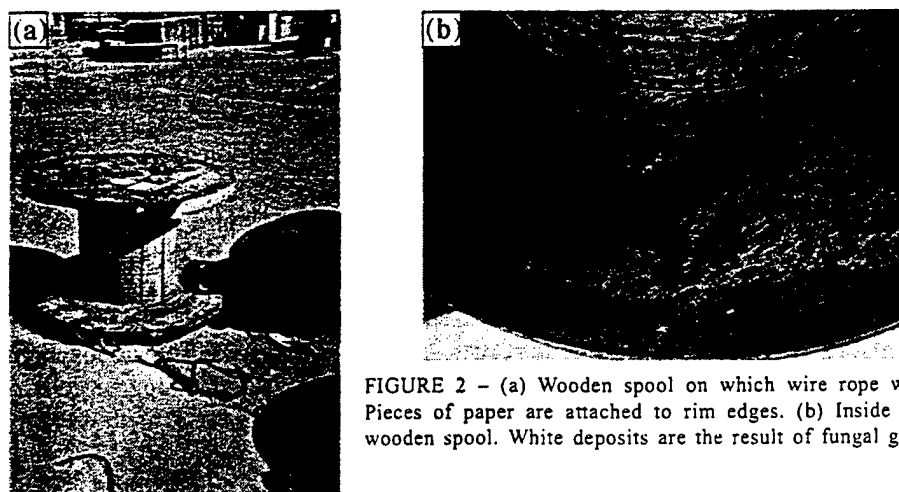 (a)
(b)
FIGURE 2 – (a) Wooden spool on which wire rope
Pieces of paper are attached to rim edges. (b) Inside
wooden spool. White deposits are the result of fungal